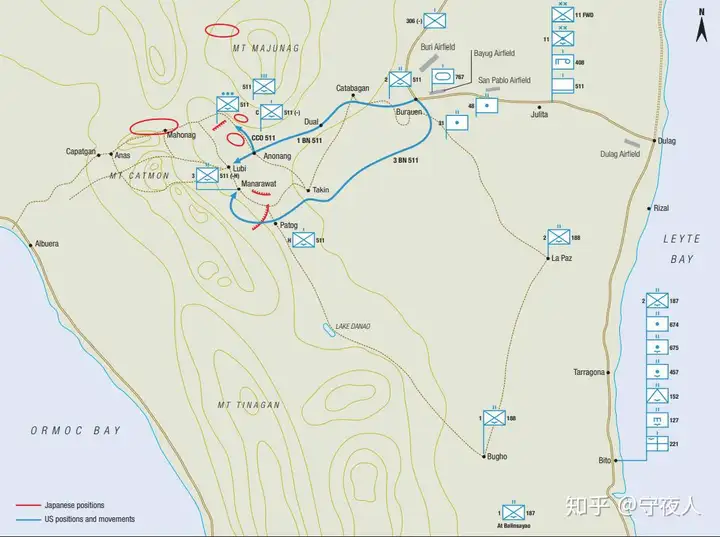 N
306 (-)
11 FWD
11
408
511
MT MAJUNAG
Buri Airfield
Bayug Airfield
767
San Pablo Airfield
2
511
511
511
C
511 (-)
Catabagan
Burauen
48
Julita
31
Dual
1 BN 511
CCO 511
3 BN 511
Mahonag
Anonang
Capatgan
Anas
Dulag
Dulag Airfield
Lubi
MT CATMON
3
511 (-H)
Manarawat
Takin
Rizal
Patog
H
511
2
188
LEYTE
BAY
Albuera
La Paz
2
187
LAKE DANAO
674
675
Tarragona
457
MT TINAGAN
152
1
188
127
ORMOC BAY
221
Bugho
Bito
Japanese positions
US positions and movements
1
187
At Balinsayao
知乎 @守夜人